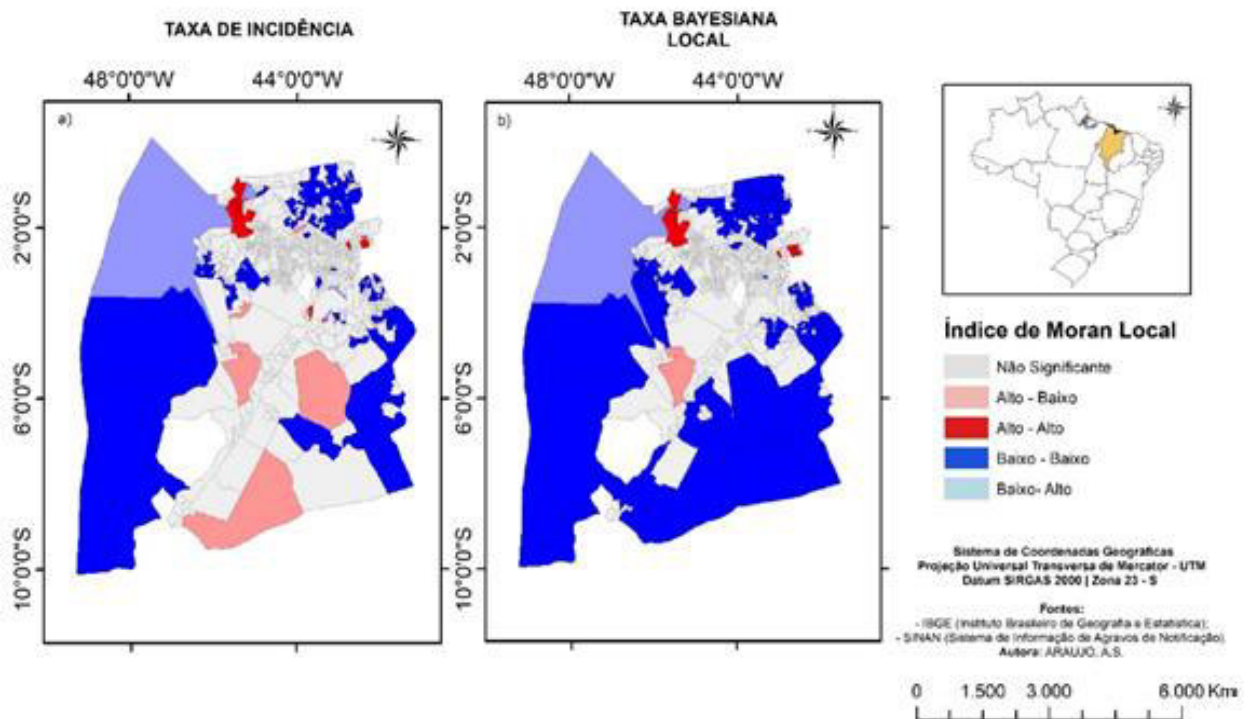 TAXA DE INCIDÊNCIA
TAXA BAYESIANA
LOCAL
48°0'0"W 44°0'0"W
48°0'0"W 44°0'0"W
a)
b)
2°0'0"S
6°0'0"S
10°0'0"S
2°0'0"S
6°0'0"S
10°0'0"S
Índice de Moran Local
Não Significante
Alto - Baixo
Alto - Alto
Baixo - Baixo
Baixo- Alto
Sistema de Coordenadas Geográficas
Projeção Universal Transversa de Mercator - UTM
Datum SIRGAS 2000 | Zona 23 - S
Fontes:
- IBGE (Instituto Brasileiro de Geografia e Estatística);
- SINAN (Sistema de Informação de Agravos de Notificação).
Autora: ARAUJO, A.S.
0 1.500 3.000 6.000 Km